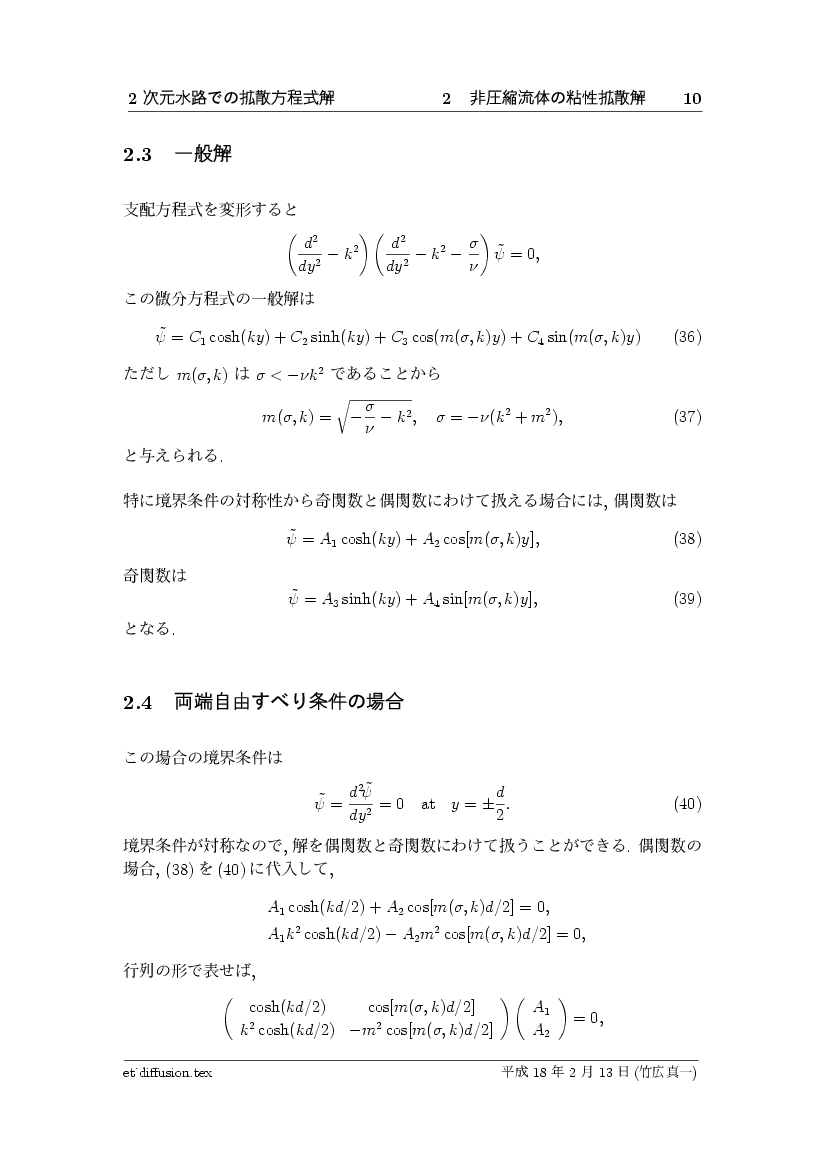 2 次元水路での拡散方程式解 2 非圧縮流体の粘性拡散解 10
2.3 一般解
支配方程式を変形すると
$\left(\frac{d^2}{dy^2} - k^2\right)\left(\frac{d^2}{dy^2} - k^2 - \frac{\sigma}{\nu}\right)\tilde{\psi} = 0,$
この微分方程式の一般解は
$\tilde{\psi} = C_1 \cosh(ky) + C_2 \sinh(ky) + C_3 \cos(m(\sigma, k)y) + C_4 \sin(m(\sigma, k)y)$ (36)
ただし $m(\sigma, k)$ は $\sigma < -\nu k^2$ であることから
$m(\sigma, k) = \sqrt{-\frac{\sigma}{\nu} - k^2}, \quad \sigma = -\nu(k^2 + m^2),$ (37)
と与えられる.
特に境界条件の対称性から奇関数と偶関数にわけて扱える場合には, 偶関数は
$\tilde{\psi} = A_1 \cosh(ky) + A_2 \cos[m(\sigma, k)y],$ (38)
奇関数は
$\tilde{\psi} = A_3 \sinh(ky) + A_4 \sin[m(\sigma, k)y],$ (39)
となる.
2.4 両端自由すべり条件の場合
この場合の境界条件は
$\tilde{\psi} = \frac{d^2\tilde{\psi}}{dy^2} = 0 \quad \text{at} \quad y = \pm\frac{d}{2}.$ (40)
境界条件が対称なので, 解を偶関数と奇関数にわけて扱うことができる. 偶関数の
場合, (38) を (40) に代入して,
$A_1 \cosh(kd/2) + A_2 \cos[m(\sigma, k)d/2] = 0,$
$A_1 k^2 \cosh(kd/2) - A_2 m^2 \cos[m(\sigma, k)d/2] = 0,$
行列の形で表せば,
$\left(\begin{array}{cc} \cosh(kd/2) & \cos[m(\sigma, k)d/2] \\ k^2 \cosh(kd/2) & -m^2 \cos[m(\sigma, k)d/2] \end{array}\right)\left(\begin{array}{c} A_1 \\ A_2 \end{array}\right) = 0,$
et˙diffusion.tex 平成 18 年 2 月 13 日 (竹広真一)